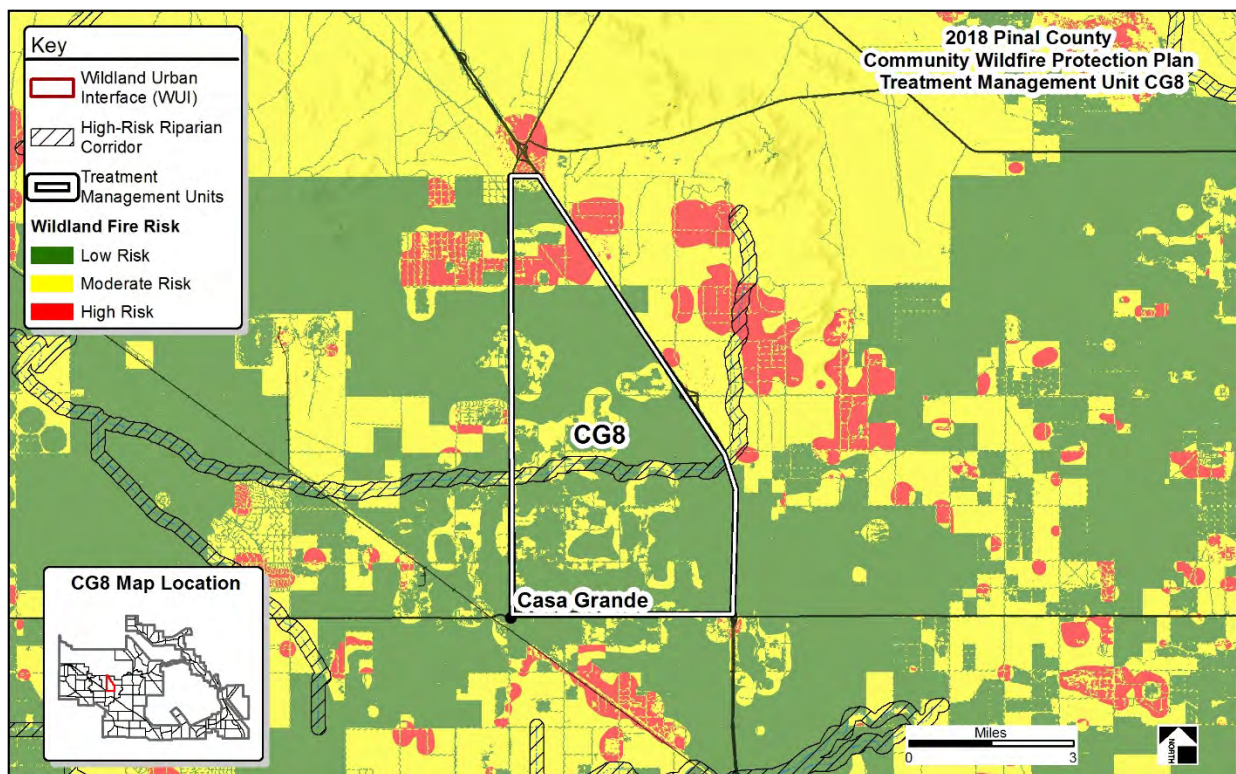 Key
Wildland Urban
Interface (WUI)
High-Risk Riparian
Corridor
Treatment
Management Units
Wildland Fire Risk
Low Risk
Moderate Risk
High Risk
2018 Pinal County
Community Wildfire Protection Plan
Treatment Management Unit CG8
CG8
Casa Grande
CG8 Map Location
Miles
0
3
NORTH